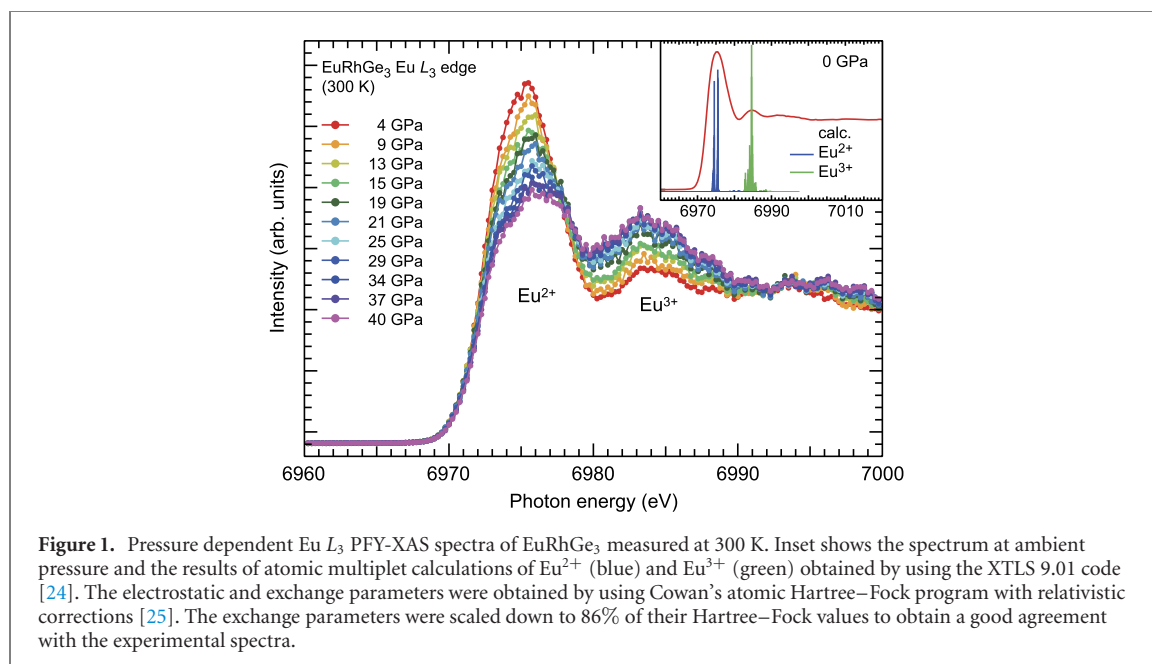 EuRhGe₃ Eu L₃ edge
(300 K)
4 GPa
9 GPa
13 GPa
15 GPa
19 GPa
21 GPa
25 GPa
29 GPa
34 GPa
37 GPa
40 GPa
Intensity (arb. units)
Eu²⁺
Eu³⁺
0 GPa
calc.
Eu²⁺
Eu³⁺
6970 6990 7010
6960 6970 6980 6990 7000
Photon energy (eV)
Figure 1. Pressure dependent Eu L₃ PFY-XAS spectra of EuRhGe₃ measured at 300 K. Inset shows the spectrum at ambient
pressure and the results of atomic multiplet calculations of Eu²⁺ (blue) and Eu³⁺ (green) obtained by using the XTLS 9.01 code
[24]. The electrostatic and exchange parameters were obtained by using Cowan's atomic Hartree–Fock program with relativistic
corrections [25]. The exchange parameters were scaled down to 86% of their Hartree–Fock values to obtain a good agreement
with the experimental spectra.